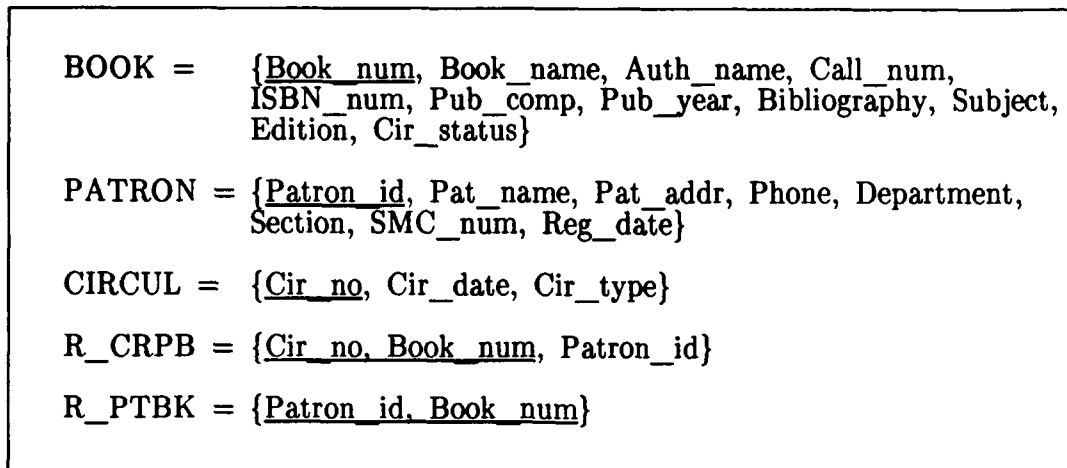 BOOK = {Book_num, Book_name, Auth_name, Call_num,
ISBN_num, Pub_comp, Pub_year, Bibliography, Subject,
Edition, Cir_status}
PATRON = {Patron_id, Pat_name, Pat_addr, Phone, Department,
Section, SMC_num, Reg_date}
CIRCUL = {Cir_no, Cir_date, Cir_type}
R_CRPB = {Cir_no, Book_num, Patron_id}
R_PTBK = {Patron_id, Book_num}